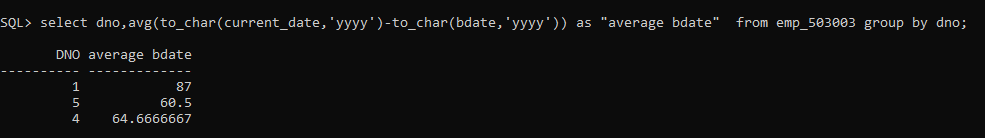 SQL> select dno,avg(to_char(current_date,'yyyy')-to_char(bdate,'yyyy')) as "average bdate"  from emp_503003 group by dno;
       DNO average bdate
---------- -------------
         1            87
         5          60.5
         4    64.6666667